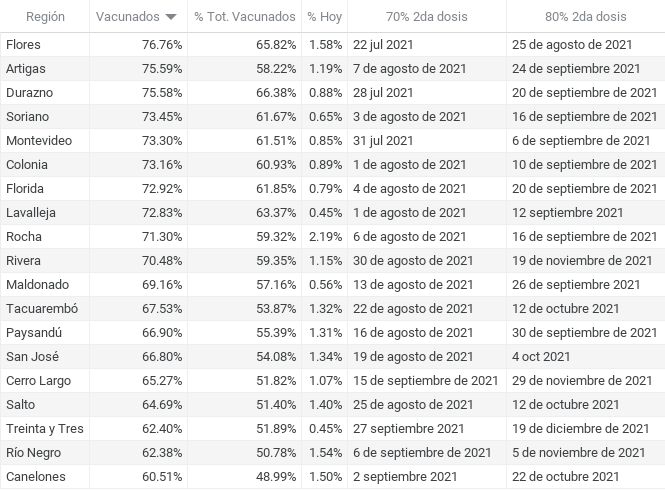 Región Vacunados % Tot. Vacunados % Hoy 70% 2da dosis 80% 2da dosis
Flores 76.76% 65.82% 1.58% 22 jul 2021 25 de agosto de 2021
Artigas 75.59% 58.22% 1.19% 7 de agosto de 2021 24 de septiembre de 2021
Durazno 75.58% 66.38% 0.88% 28 jul 2021 20 de septiembre de 2021
Soriano 73.45% 61.67% 0.65% 3 de agosto de 2021 16 de septiembre de 2021
Montevideo 73.30% 61.51% 0.85% 31 jul 2021 6 de septiembre de 2021
Colonia 73.16% 60.93% 0.89% 1 de agosto de 2021 10 de septiembre de 2021
Florida 72.92% 61.85% 0.79% 4 de agosto de 2021 20 de septiembre de 2021
Lavalleja 72.83% 63.37% 0.45% 1 de agosto de 2021 12 septiembre 2021
Rocha 71.30% 59.32% 2.19% 6 de agosto de 2021 16 de septiembre de 2021
Rivera 70.48% 59.35% 1.15% 30 de agosto de 2021 19 de noviembre de 2021
Maldonado 69.16% 57.16% 0.56% 13 de agosto de 2021 26 de septiembre 2021
Tacuarembó 67.53% 53.87% 1.32% 22 de agosto de 2021 12 de octubre 2021
Paysandú 66.90% 55.39% 1.31% 16 de agosto de 2021 30 de septiembre de 2021
San José 66.80% 54.08% 1.34% 19 de agosto de 2021 4 oct 2021
Cerro Largo 65.27% 51.82% 1.07% 15 de septiembre de 2021 29 de noviembre de 2021
Salto 64.69% 51.40% 1.40% 25 de agosto de 2021 12 de octubre 2021
Treinta y Tres 62.40% 51.89% 0.45% 27 septiembre 2021 19 de diciembre de 2021
Río Negro 62.38% 50.78% 1.54% 6 de septiembre de 2021 5 de noviembre de 2021
Canelones 60.51% 48.99% 1.50% 2 septiembre 2021 22 de octubre 2021